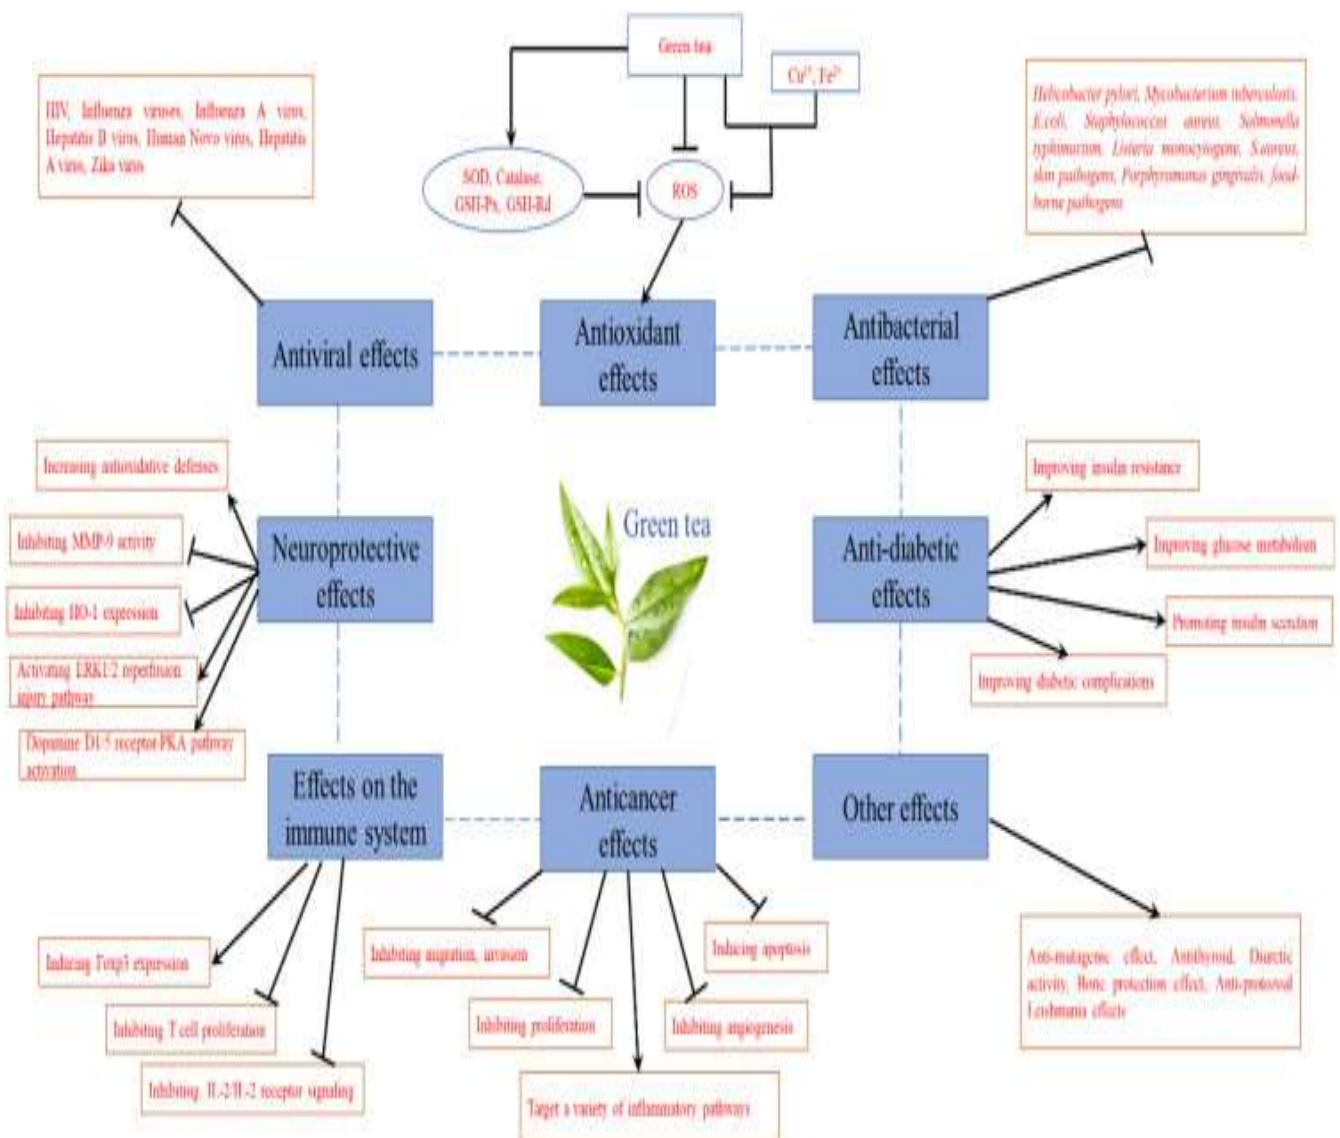 Green tea
Cu²⁺, Fe²⁺
HIV, Influenza viruses, Influenza A virus,
Hepatitis B virus, Human Novo virus, Hepatitis
A virus, Zika virus
Helicobacter pylori, Mycobacterium tuberculosis,
E.coli, Staphylococcus aureus, Salmonella
typhimurium, Listeria monocytogene, S.aureus,
skin pathogens, Porphyromonas gingivalis, food-
borne pathogens
SOD, Catalase,
GSH-Px, GSH-Rd
ROS
Antiviral effects
Antioxidant
effects
Antibacterial
effects
Increasing antioxidative defenses
Inhibiting MMP-9 activity
Inhibiting HO-1 expression
Activating ERK1/2 reperfusion
injury pathway
Dopamine D1/5 receptor-PKA pathway
activation
Neuroprotective
effects
Green tea
Anti-diabetic
effects
Improving insulin resistance
Improving glucose metabolism
Promoting insulin secretion
Improving diabetic complications
Effects on the
immune system
Anticancer
effects
Other effects
Inducing Foxp3 expression
Inhibiting T cell proliferation
Inhibiting IL-2/IL-2 receptor signaling
Inhibiting migration, invasion
Inhibiting proliferation
Target a variety of inflammatory pathways
Inhibiting angiogenesis
Inducing apoptosis
Anti-mutagenic effect, Antithyroid, Diuretic
activity, Bone protection effect, Anti-protozoal
Leishmania effects